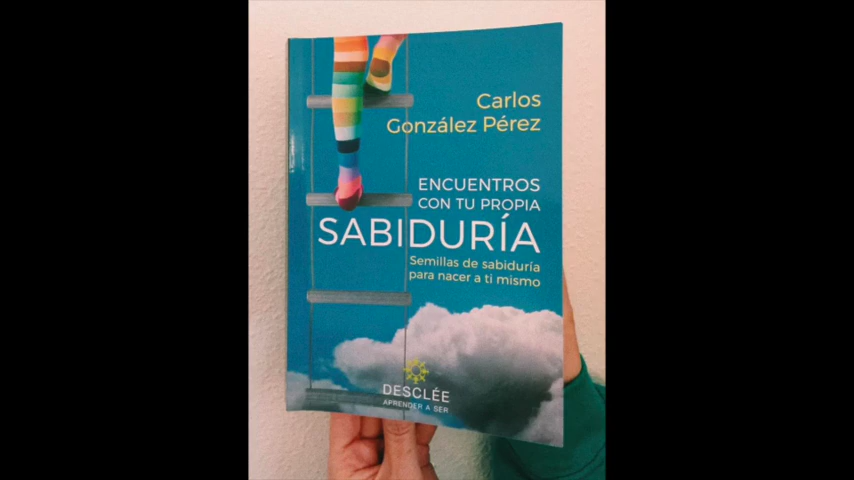 Carlos
González Pérez
ENCUENTROS
CON TU PROPIA
SABIDURÍA
Semillas de sabiduría
para nacer a ti mismo
DESCLÉE
APRENDER A SER